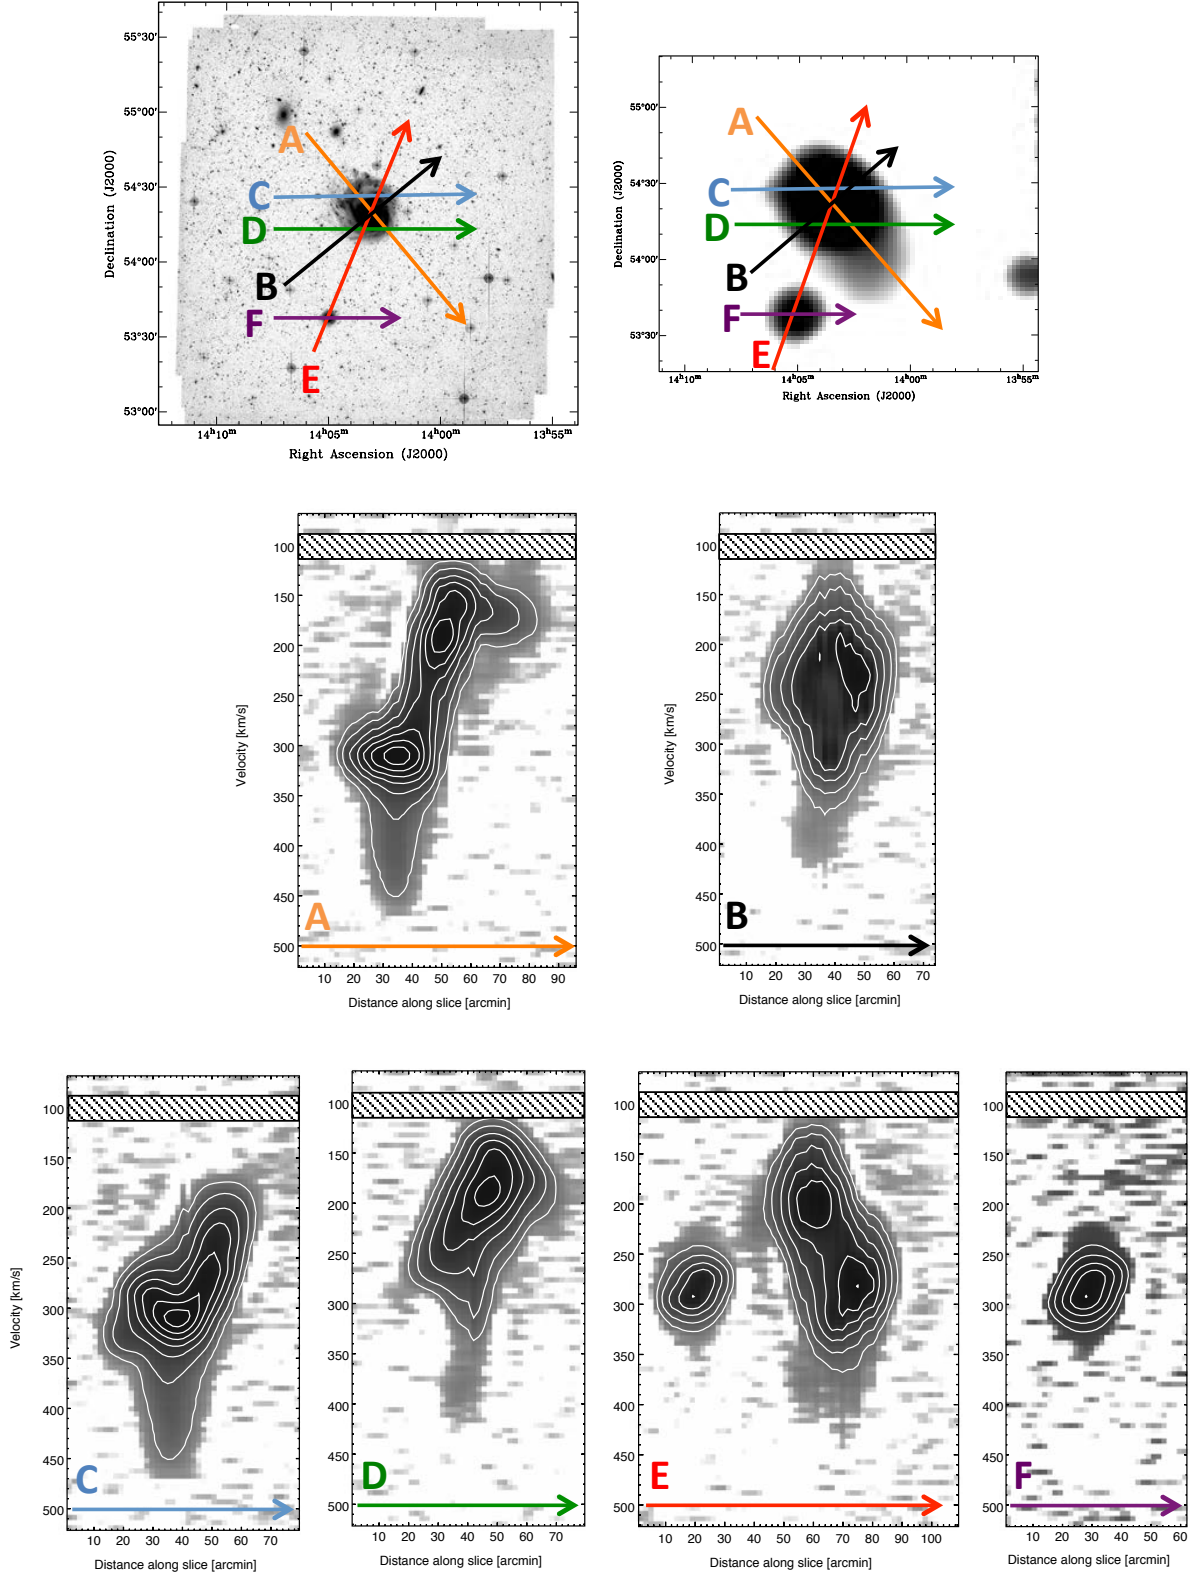 55°30′
55°00′
54°30′
54°00′
53°30′
53°00′
Declination (J2000)
A
C
D
B
F
E
14ʰ10ᵐ 14ʰ05ᵐ 14ʰ00ᵐ 13ʰ55ᵐ
Right Ascension (J2000)
55°00′
54°30′
54°00′
53°30′
Declination (J2000)
A
C
D
B
F
E
14ʰ10ᵐ 14ʰ05ᵐ 14ʰ00ᵐ 13ʰ55ᵐ
Right Ascension (J2000)
100
150
200
250
300
350
400
450
500
Velocity [km/s]
A
10 20 30 40 50 60 70 80 90
Distance along slice [arcmin]
100
150
200
250
300
350
400
450
500
Velocity [km/s]
B
10 20 30 40 50 60 70
Distance along slice [arcmin]
100
150
200
250
300
350
400
450
500
Velocity [km/s]
C
10 20 30 40 50 60 70
Distance along slice [arcmin]
100
150
200
250
300
350
400
450
500
D
10 20 30 40 50 60 70
Distance along slice [arcmin]
100
150
200
250
300
350
400
450
500
E
10 20 30 40 50 60 70 80 90 100
Distance along slice [arcmin]
100
150
200
250
300
350
400
450
500
F
10 20 30 40 50 60
Distance along slice [arcmin]